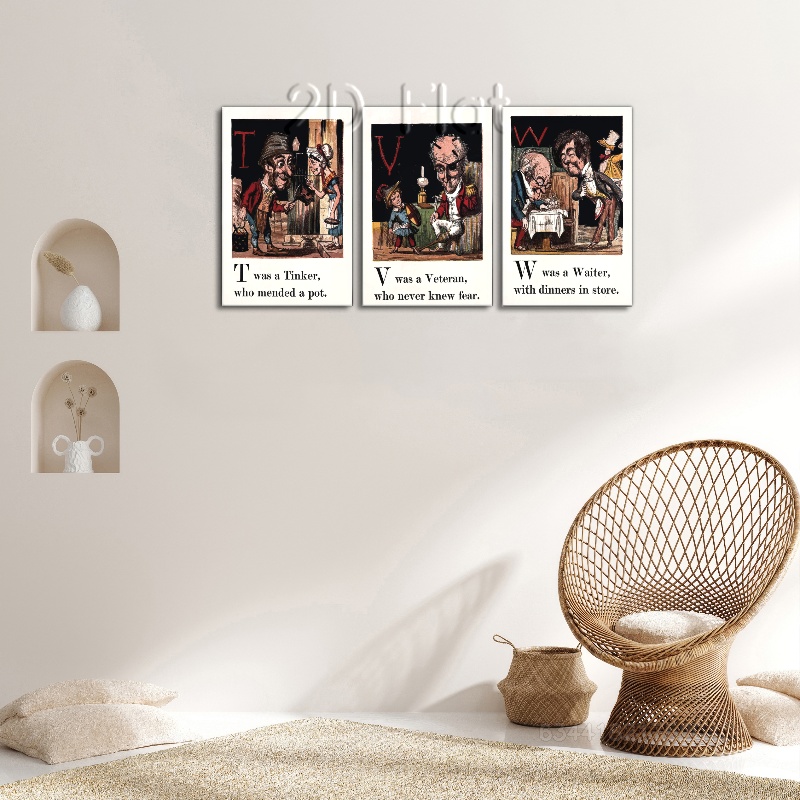 2D Flat
T
T was a Tinker,
who mended a pot.
V.
V was a Veteran,
who never knew fear.
W
W was a Waiter,
with dinners in store.